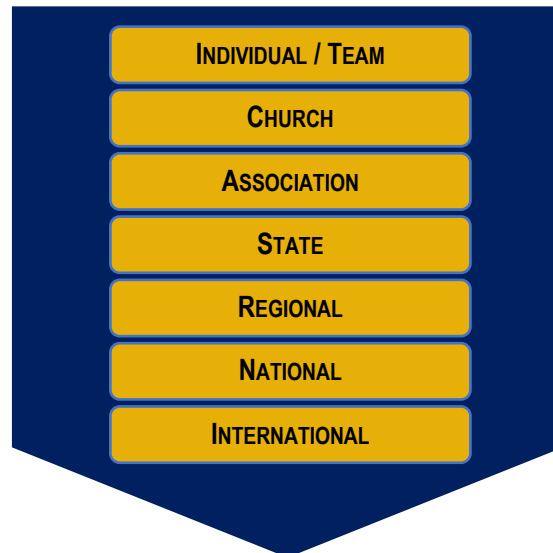 INDIVIDUAL / TEAM
CHURCH
ASSOCIATION
STATE
REGIONAL
NATIONAL
INTERNATIONAL